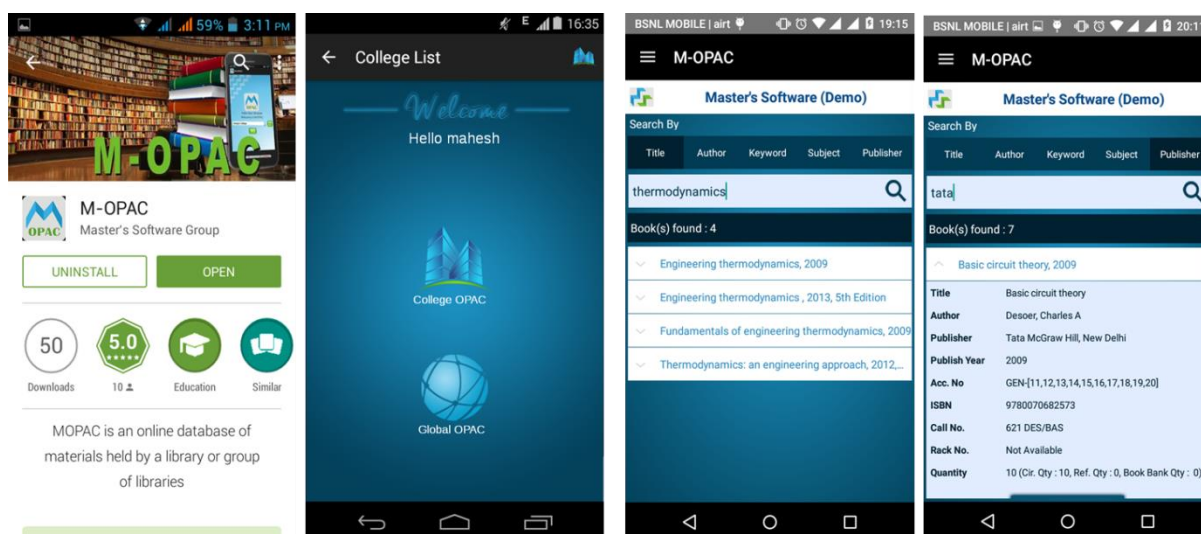 59% 3:11 PM
M-OPAC
OPAC
M-OPAC
Master's Software Group
UNINSTALL
OPEN
50
5.0
Downloads
10
Education
Similar
MOPAC is an online database of
materials held by a library or group
of libraries
E 16:35
College List
Welcome
Hello mahesh
College OPAC
Global OPAC
BSNL MOBILE | airt 19:15
M-OPAC
Master's Software (Demo)
Search By
Title Author Keyword Subject Publisher
thermodynamics
Book(s) found : 4
Engineering thermodynamics, 2009
Engineering thermodynamics , 2013, 5th Edition
Fundamentals of engineering thermodynamics, 2009
Thermodynamics: an engineering approach, 2012,...
BSNL MOBILE | airt 20:11
M-OPAC
Master's Software (Demo)
Search By
Title Author Keyword Subject Publisher
tata
Book(s) found : 7
Basic circuit theory, 2009
Title Basic circuit theory
Author Desoer, Charles A
Publisher Tata McGraw Hill, New Delhi
Publish Year 2009
Acc. No GEN-[11,12,13,14,15,16,17,18,19,20]
ISBN 9780070682573
Call No. 621 DES/BAS
Rack No. Not Available
Quantity 10 (Cir. Qty : 10, Ref. Qty : 0, Book Bank Qty : 0)